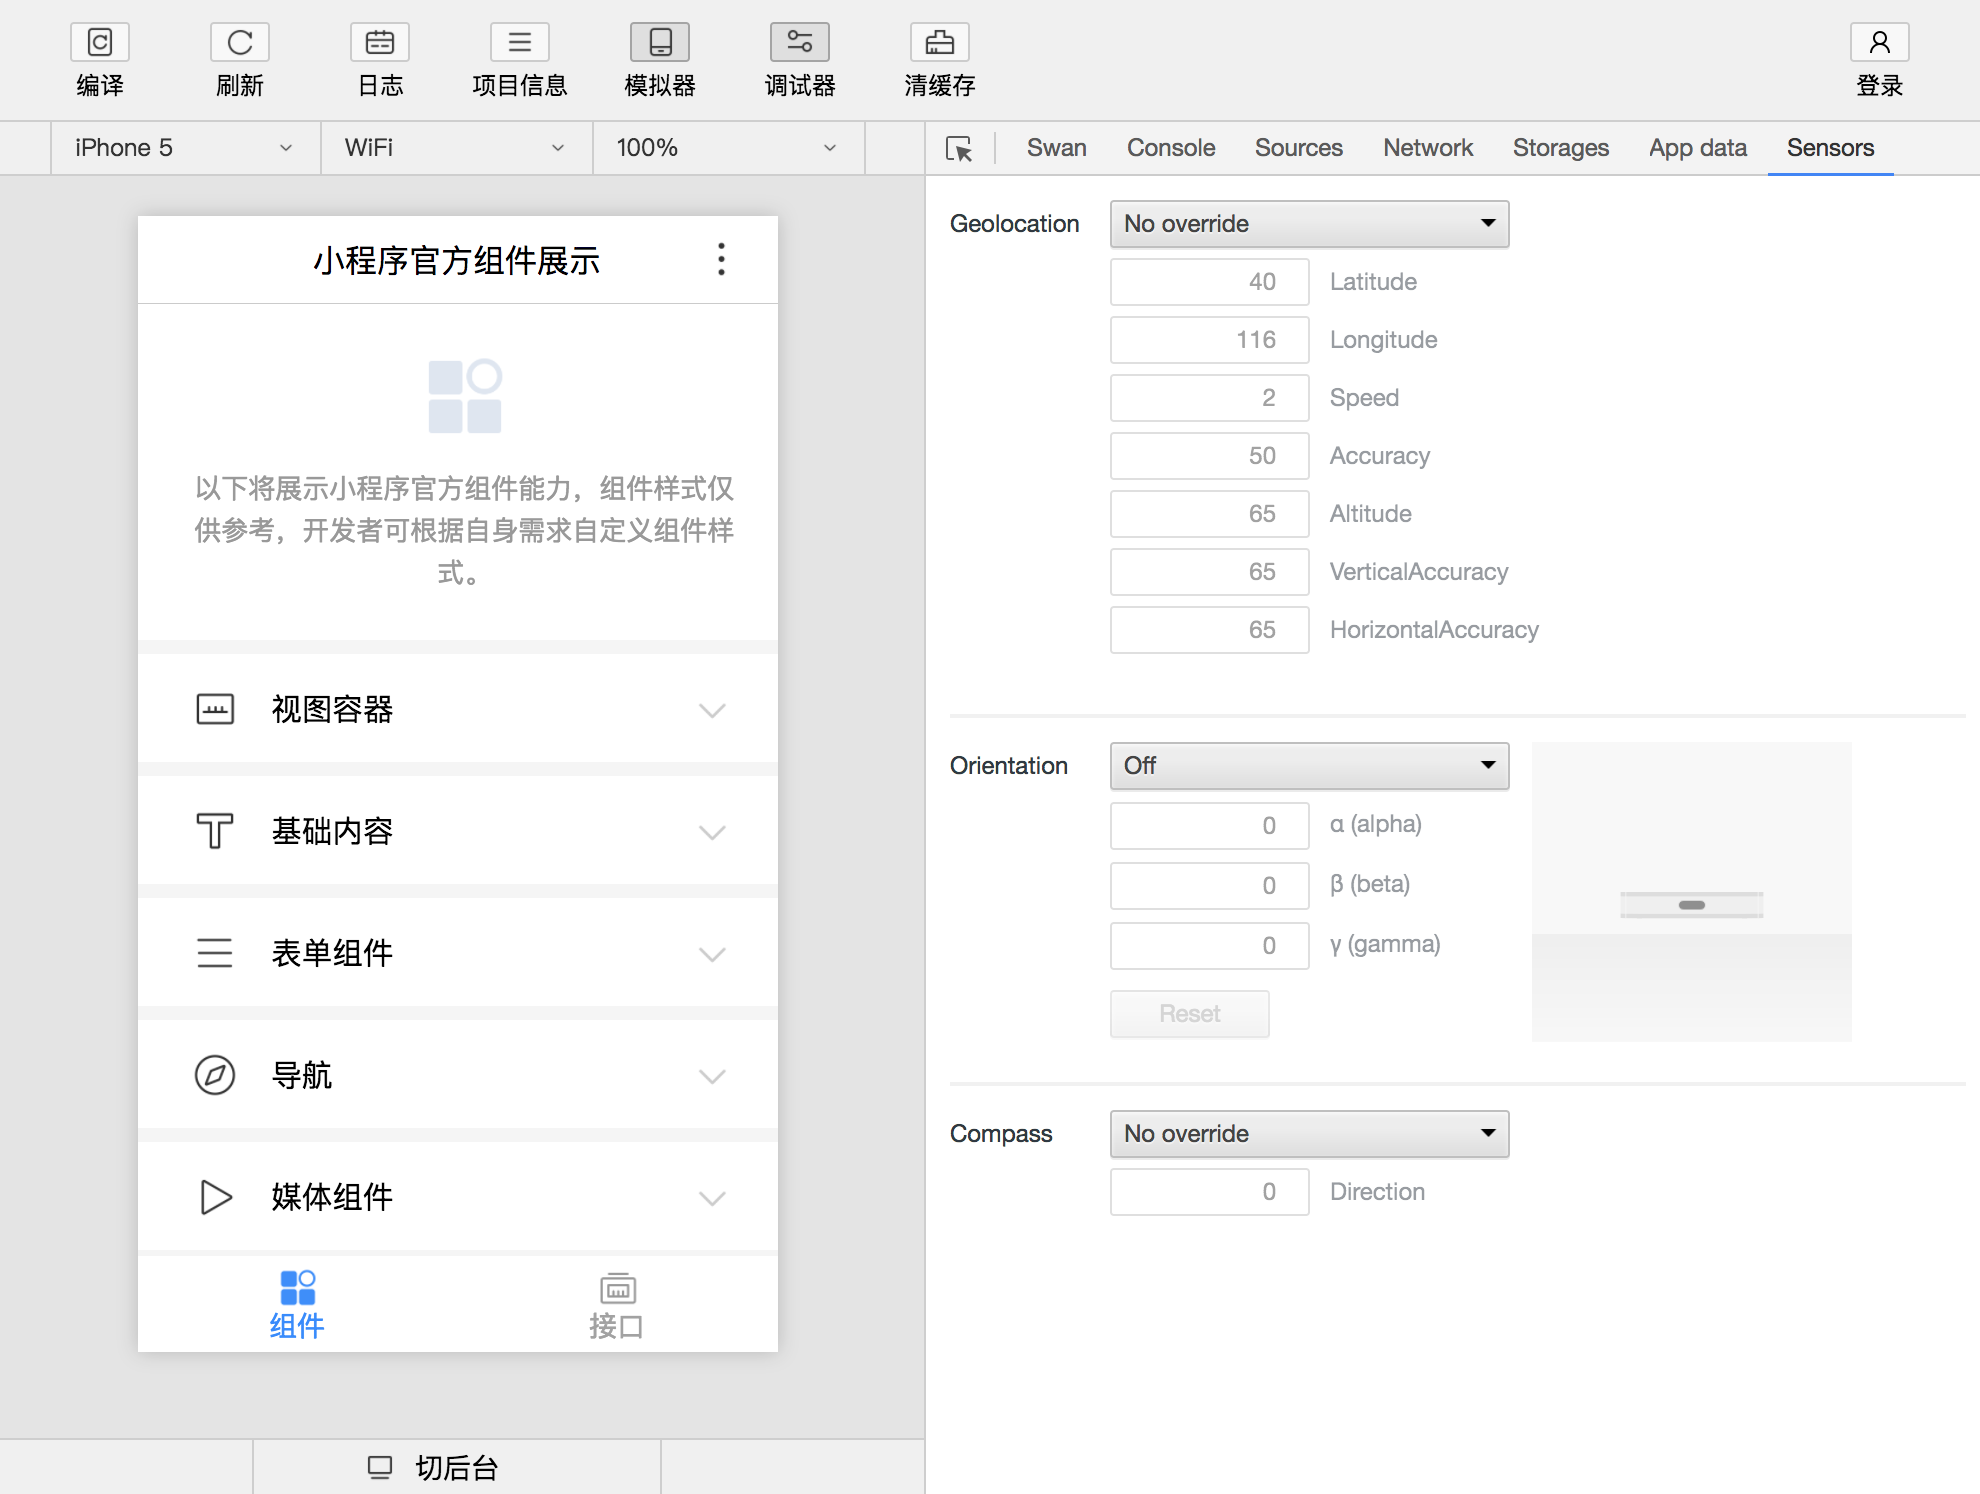 编译
刷新
日志
项目信息
模拟器
调试器
清缓存
登录
iPhone 5
WiFi
100%
Swan
Console
Sources
Network
Storages
App data
Sensors
小程序官方组件展示
以下将展示小程序官方组件能力，组件样式仅
供参考，开发者可根据自身需求自定义组件样
式。
视图容器
基础内容
表单组件
导航
媒体组件
组件
接口
切后台
Geolocation
No override
40 Latitude
116 Longitude
2 Speed
50 Accuracy
65 Altitude
65 VerticalAccuracy
65 HorizontalAccuracy
Orientation
Off
0 α (alpha)
0 β (beta)
0 γ (gamma)
Reset
Compass
No override
0 Direction